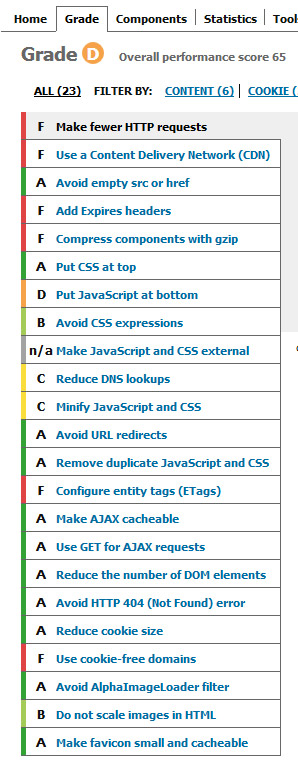 Home Grade Components Statistics Tool
Grade D Overall performance score 65
ALL (23) FILTER BY: CONTENT (6) COOKIE (
F Make fewer HTTP requests
F Use a Content Delivery Network (CDN)
A Avoid empty src or href
F Add Expires headers
F Compress components with gzip
A Put CSS at top
D Put JavaScript at bottom
B Avoid CSS expressions
n/a Make JavaScript and CSS external
C Reduce DNS lookups
C Minify JavaScript and CSS
A Avoid URL redirects
A Remove duplicate JavaScript and CSS
F Configure entity tags (ETags)
A Make AJAX cacheable
A Use GET for AJAX requests
A Reduce the number of DOM elements
A Avoid HTTP 404 (Not Found) error
A Reduce cookie size
F Use cookie-free domains
A Avoid AlphaImageLoader filter
B Do not scale images in HTML
A Make favicon small and cacheable